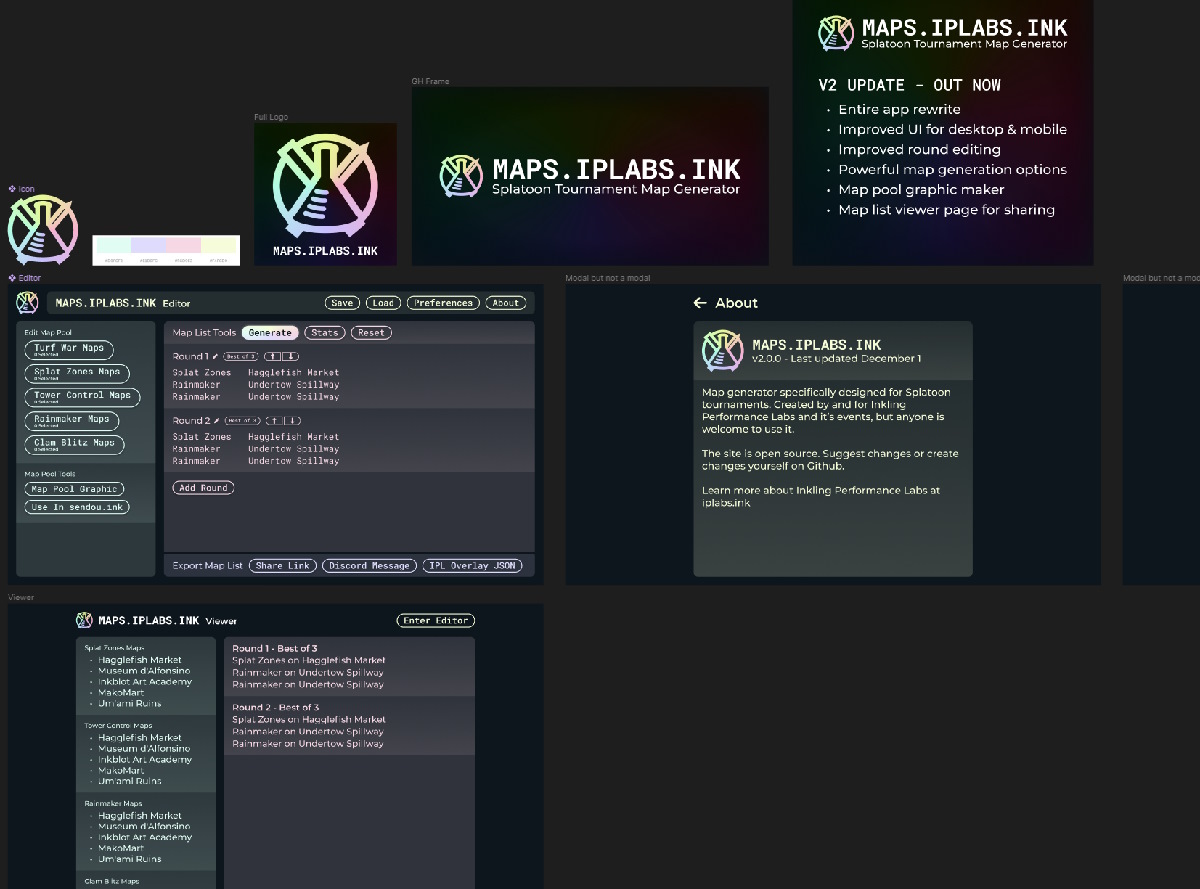 MAPS.IPLABS.INK
Splatoon Tournament Map Generator
V2 UPDATE - OUT NOW
• Entire app rewrite
• Improved UI for desktop & mobile
• Improved round editing
• Powerful map generation options
• Map pool graphic maker
• Map list viewer page for sharing
GH Frame
MAPS.IPLABS.INK
Splatoon Tournament Map Generator
Full Logo
MAPS.IPLABS.INK
Icon
Editor
MAPS.IPLABS.INK Editor
Save
Load
Preferences
About
Edit Map Pool
Turf War Maps
Splat Zones Maps
Tower Control Maps
Rainmaker Maps
Clam Blitz Maps
Map Pool Tools
Map Pool Graphic
Use In sendou.ink
Map List Tools
Generate
Stats
Reset
Round 1
Best of 3
Splat Zones Hagglefish Market
Rainmaker Undertow Spillway
Rainmaker Undertow Spillway
Round 2
Best of 3
Splat Zones Hagglefish Market
Rainmaker Undertow Spillway
Rainmaker Undertow Spillway
Add Round
Export Map List
Share Link
Discord Message
IPL Overlay JSON
Modal but not a modal
← About
MAPS.IPLABS.INK
v2.0.0 - Last updated December 1
Map generator specifically designed for Splatoon
tournaments. Created by and for Inkling
Performance Labs and it's events, but anyone is
welcome to use it.
The site is open source. Suggest changes or create
changes yourself on Github.
Learn more about Inkling Performance Labs at
iplabs.ink
Modal but not a mo
Viewer
MAPS.IPLABS.INK Viewer
Enter Editor
Splat Zones Maps
• Hagglefish Market
• Museum d'Alfonsino
• Inkblot Art Academy
• MakoMart
• Um'ami Ruins
Tower Control Maps
• Hagglefish Market
• Museum d'Alfonsino
• Inkblot Art Academy
• MakoMart
• Um'ami Ruins
Rainmaker Maps
• Hagglefish Market
• Museum d'Alfonsino
• Inkblot Art Academy
• MakoMart
• Um'ami Ruins
Clam Blitz Maps
Round 1 - Best of 3
Splat Zones on Hagglefish Market
Rainmaker on Undertow Spillway
Rainmaker on Undertow Spillway
Round 2 - Best of 3
Splat Zones on Hagglefish Market
Rainmaker on Undertow Spillway
Rainmaker on Undertow Spillway